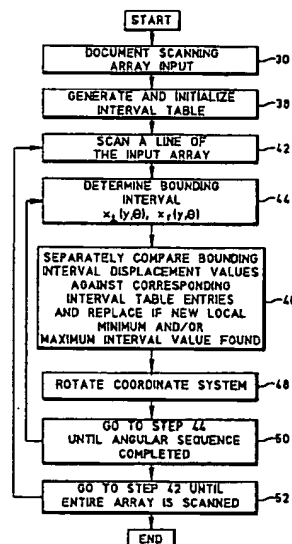 START
DOCUMENT SCANNING
ARRAY INPUT
30
GENERATE AND INITIALIZE
INTERVAL TABLE
38
SCAN A LINE OF
THE INPUT ARRAY
42
DETERMINE BOUNDING
INTERVAL
x_l(y,θ), x_r(y,θ)
44
SEPARATELY COMPARE BOUNDING
INTERVAL DISPLACEMENT VALUES
AGAINST CORRESPONDING
INTERVAL TABLE ENTRIES
AND REPLACE IF NEW LOCAL
MINIMUM AND/OR
MAXIMUM INTERVAL VALUE FOUND
ROTATE COORDINATE SYSTEM
48
GO TO STEP 44
UNTIL ANGULAR SEQUENCE
COMPLETED
50
GO TO STEP 42 UNTIL
ENTIRE ARRAY IS SCANNED
52
END